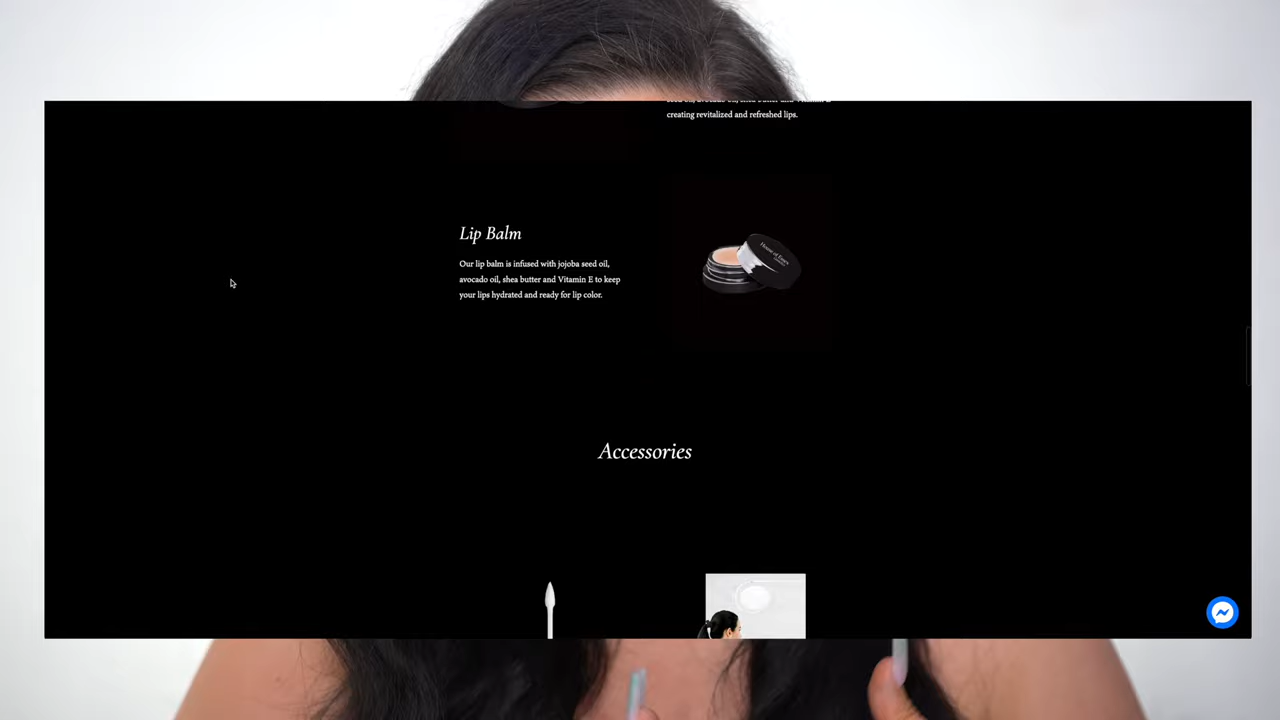 creating revitalized and refreshed lips.
Lip Balm
Our lip balm is infused with jojoba seed oil,
avocado oil, shea butter and Vitamin E to keep
your lips hydrated and ready for lip color.
Accessories